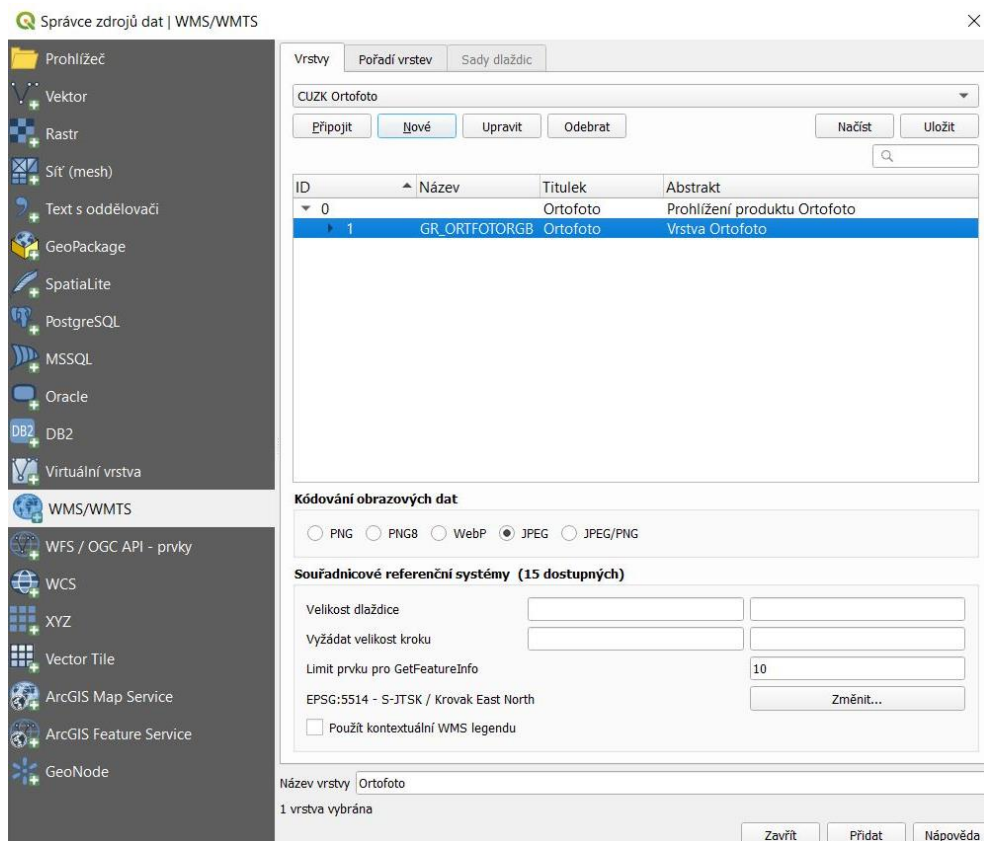 Správce zdrojů dat | WMS/WMTS
Prohlížeč
Vektor
Rastr
Síť (mesh)
Text s oddělovači
GeoPackage
SpatiaLite
PostgreSQL
MSSQL
Oracle
DB2 DB2
Virtuální vrstva
WMS/WMTS
WFS / OGC API - prvky
WCS
XYZ
Vector Tile
ArcGIS Map Service
ArcGIS Feature Service
GeoNode
Vrstvy Pořadí vrstev Sady dlaždic
CUZK Ortofoto
Připojit Nové Upravit Odebrat Načíst Uložit
ID Název Titulek Abstrakt
0 Ortofoto Prohlížení produktu Ortofoto
1 GR_ORTFOTORGB Ortofoto Vrstva Ortofoto
Kódování obrazových dat
PNG PNG8 WebP JPEG JPEG/PNG
Souřadnicové referenční systémy (15 dostupných)
Velikost dlaždice
Vyžádat velikost kroku
Limit prvku pro GetFeatureInfo 10
EPSG:5514 - S-JTSK / Krovak East North Změnit...
Použít kontextuální WMS legendu
Název vrstvy Ortofoto
1 vrstva vybrána
Zavřít Přidat Nápověda